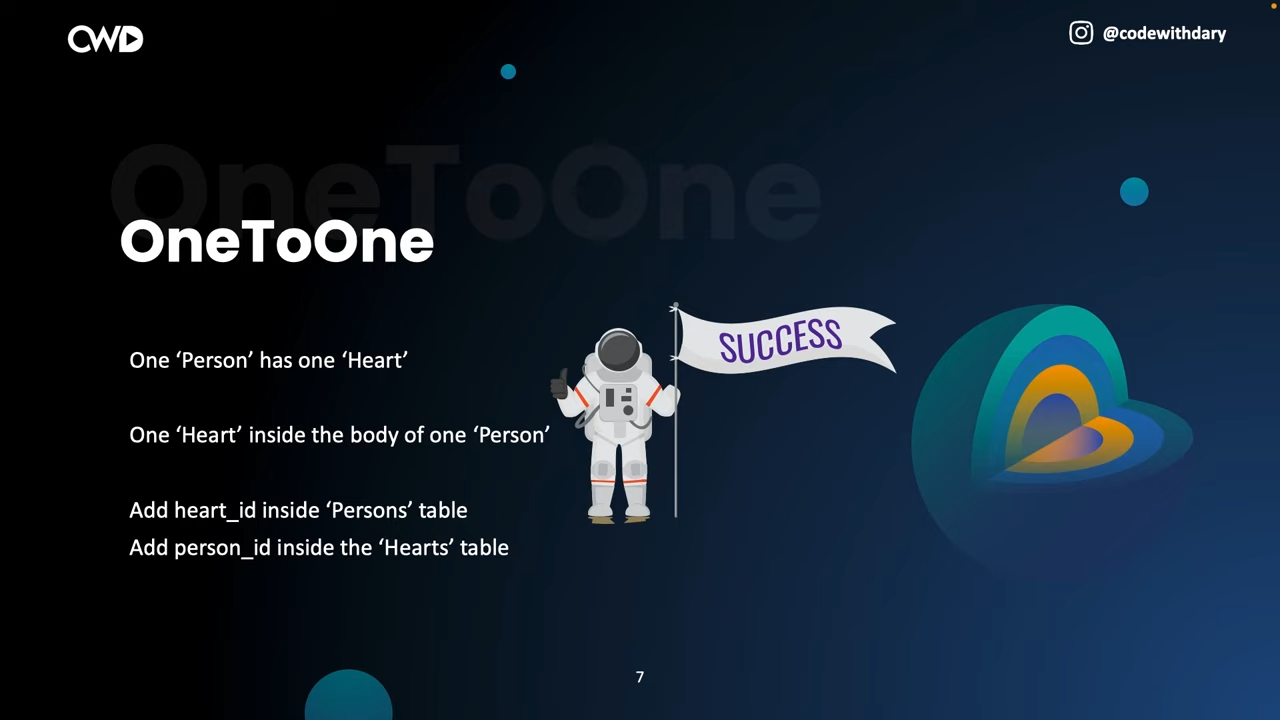 CWD
@codewithdary
OneToOne
OneToOne
One ‘Person’ has one ‘Heart’
SUCCESS
One ‘Heart’ inside the body of one ‘Person’
Add heart_id inside ‘Persons’ table
Add person_id inside the ‘Hearts’ table
7